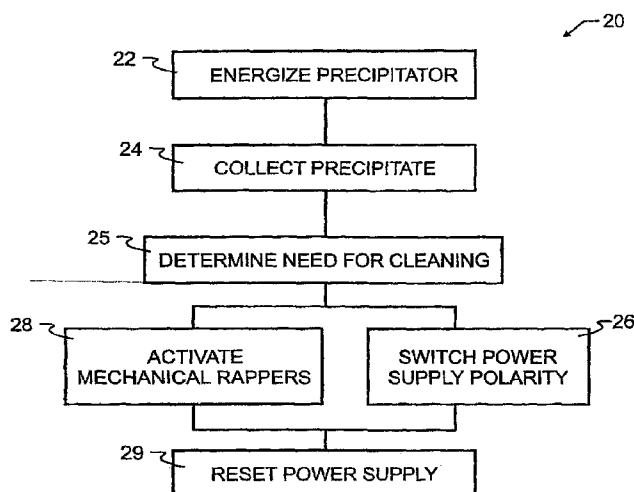 20
22
ENERGIZE PRECIPITATOR
24
COLLECT PRECIPITATE
25
DETERMINE NEED FOR CLEANING
28
ACTIVATE
MECHANICAL RAPPERS
26
SWITCH POWER
SUPPLY POLARITY
29
RESET POWER SUPPLY